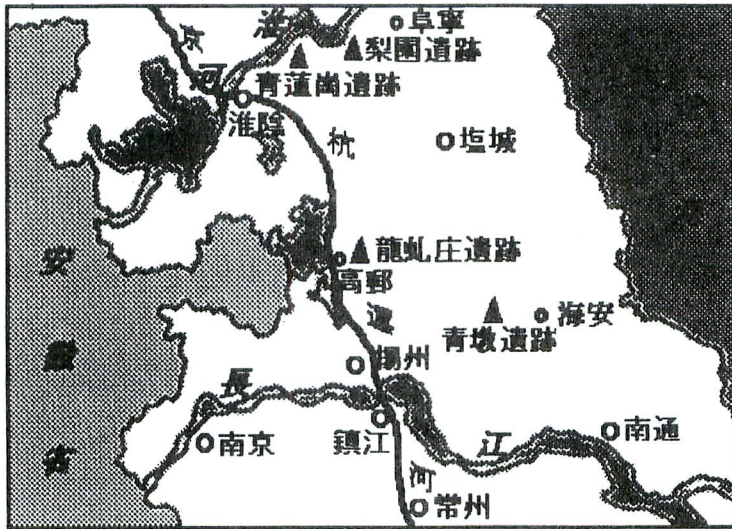 阜寧
淮
梨園遺跡
京
河
青蓮崗遺跡
淮陰
杭
塩城
安
龍虬庄遺跡
高郵
運
海安
青墩遺跡
徽
揚州
長
江
南通
鎮江
南京
省
河
常州